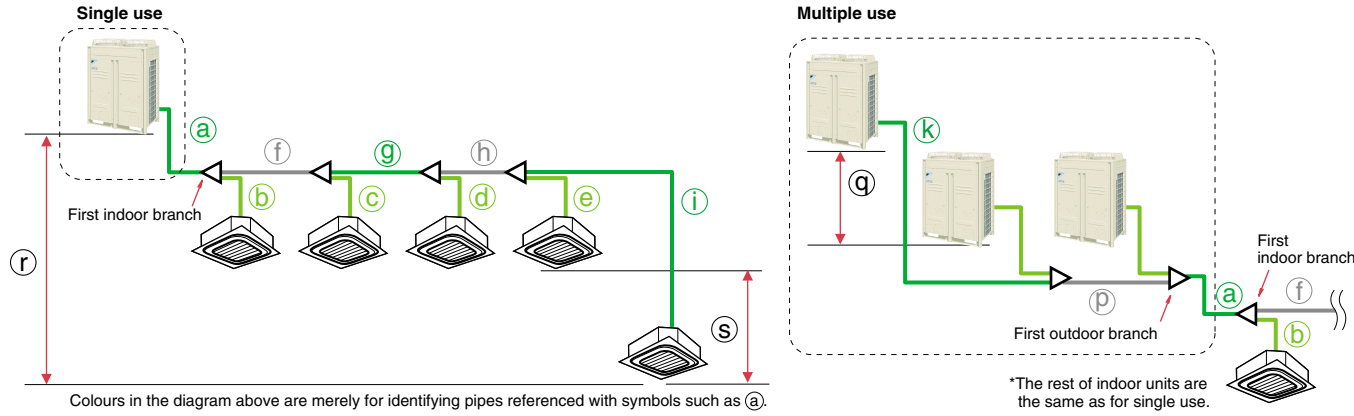 Single use
a
f
g
h
b
c
d
e
i
First indoor branch
r
s
Colours in the diagram above are merely for identifying pipes referenced with symbols such as a.
Multiple use
k
q
p
First outdoor branch
First
indoor branch
a
f
b
*The rest of indoor units are
the same as for single use.